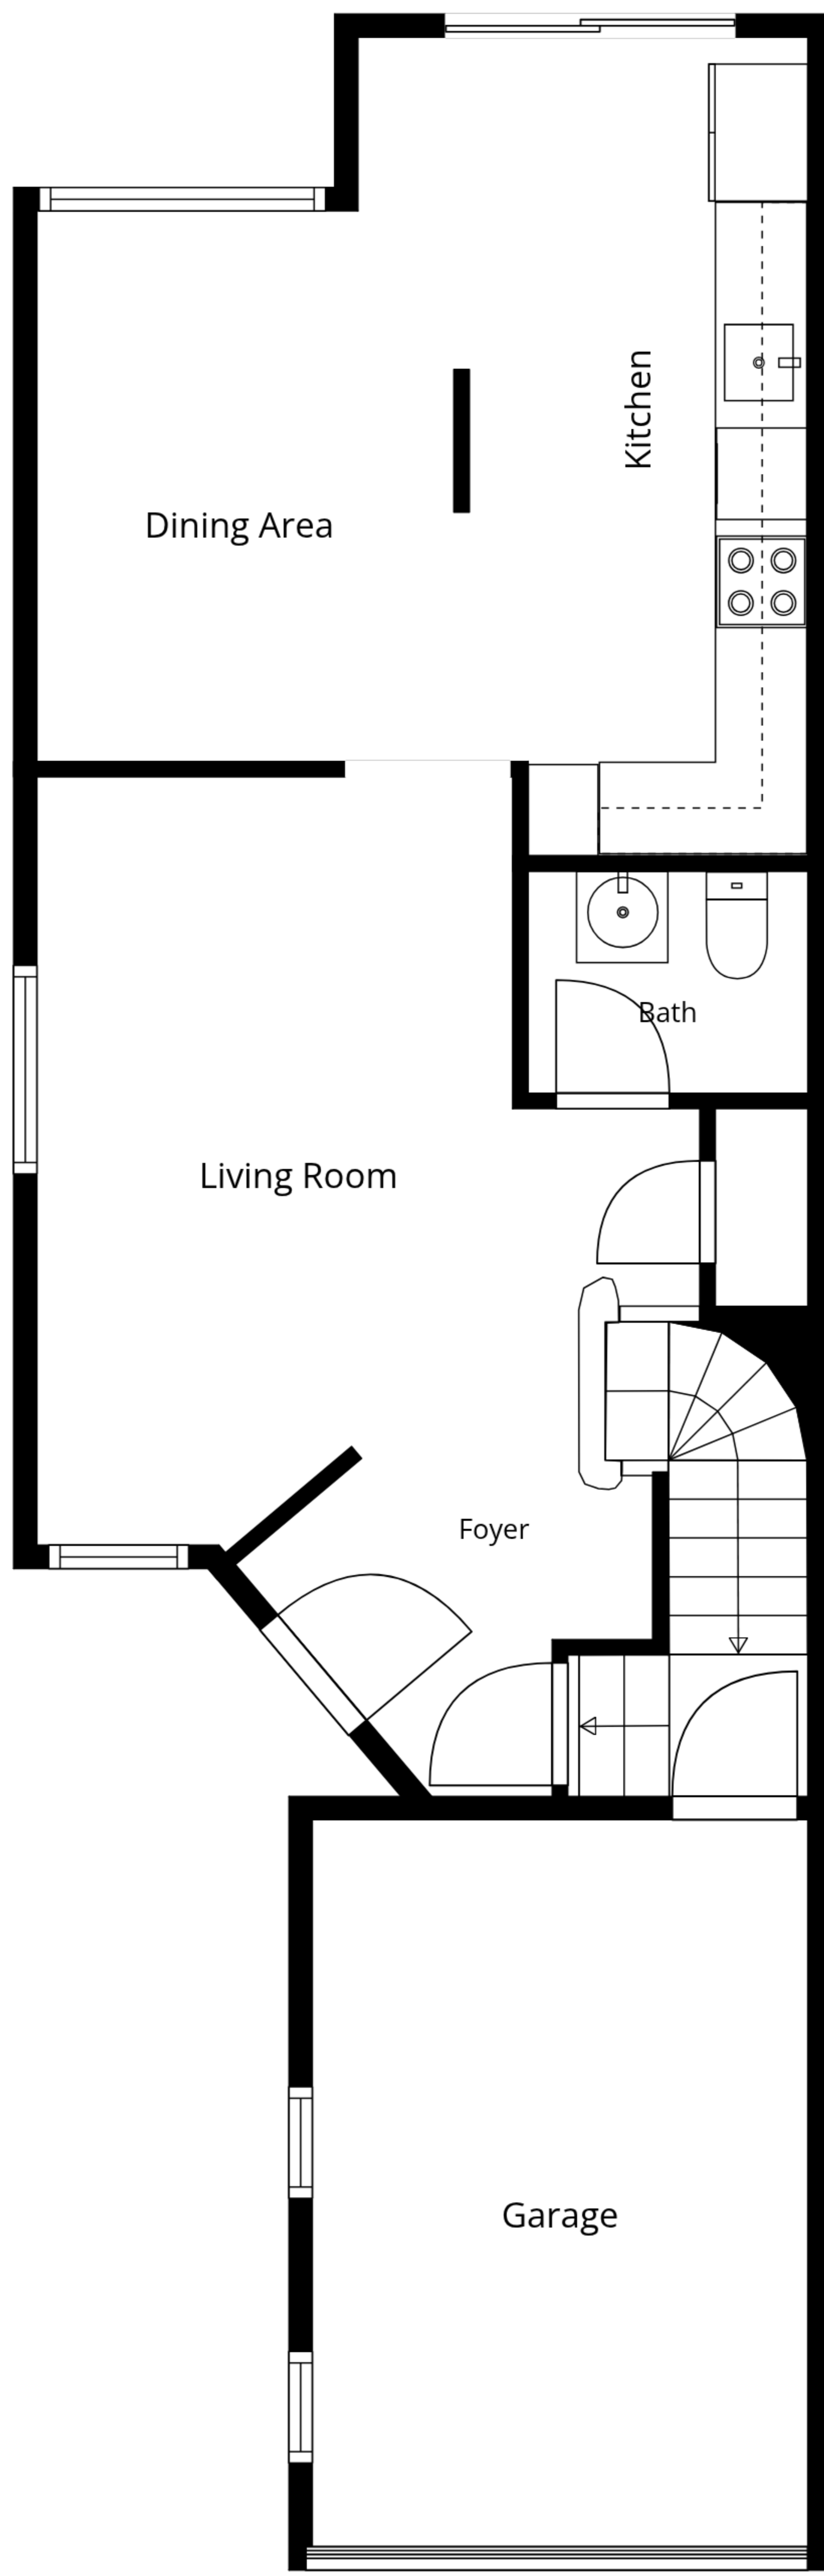 Kitchen
Dining Area
Bath
Living Room
Foyer
Garage